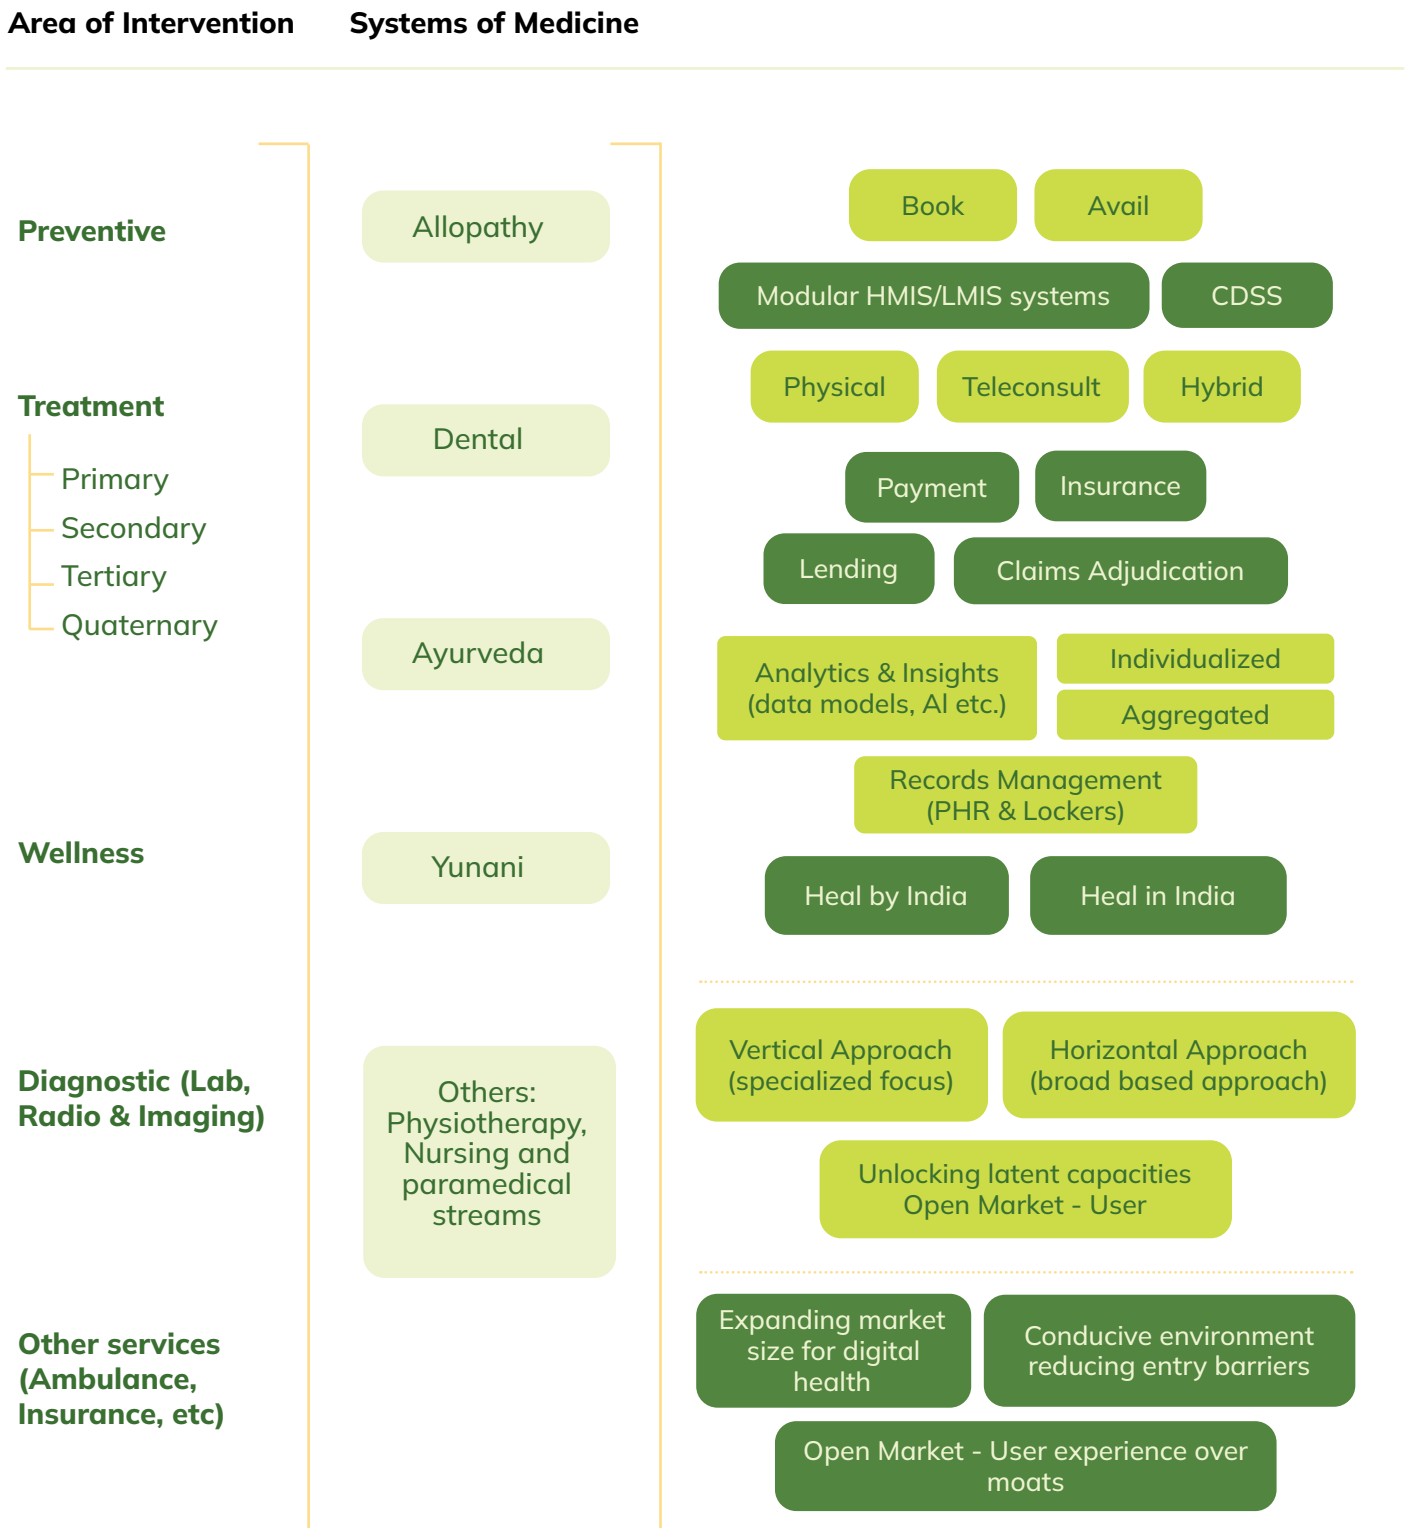 Area of Intervention
Systems of Medicine
Preventive
Treatment
Primary
Secondary
Tertiary
Quaternary
Wellness
Diagnostic (Lab,
Radio & Imaging)
Other services
(Ambulance,
Insurance, etc)
Allopathy
Dental
Ayurveda
Yunani
Others:
Physiotherapy,
Nursing and
paramedical
streams
Book
Avail
Modular HMIS/LMIS systems
CDSS
Physical
Teleconsult
Hybrid
Payment
Insurance
Lending
Claims Adjudication
Analytics & Insights
(data models, Al etc.)
Individualized
Aggregated
Records Management
(PHR & Lockers)
Heal by India
Heal in India
Vertical Approach
(specialized focus)
Horizontal Approach
(broad based approach)
Unlocking latent capacities
Open Market - User
Expanding market
size for digital
health
Conducive environment
reducing entry barriers
Open Market - User experience over
moats